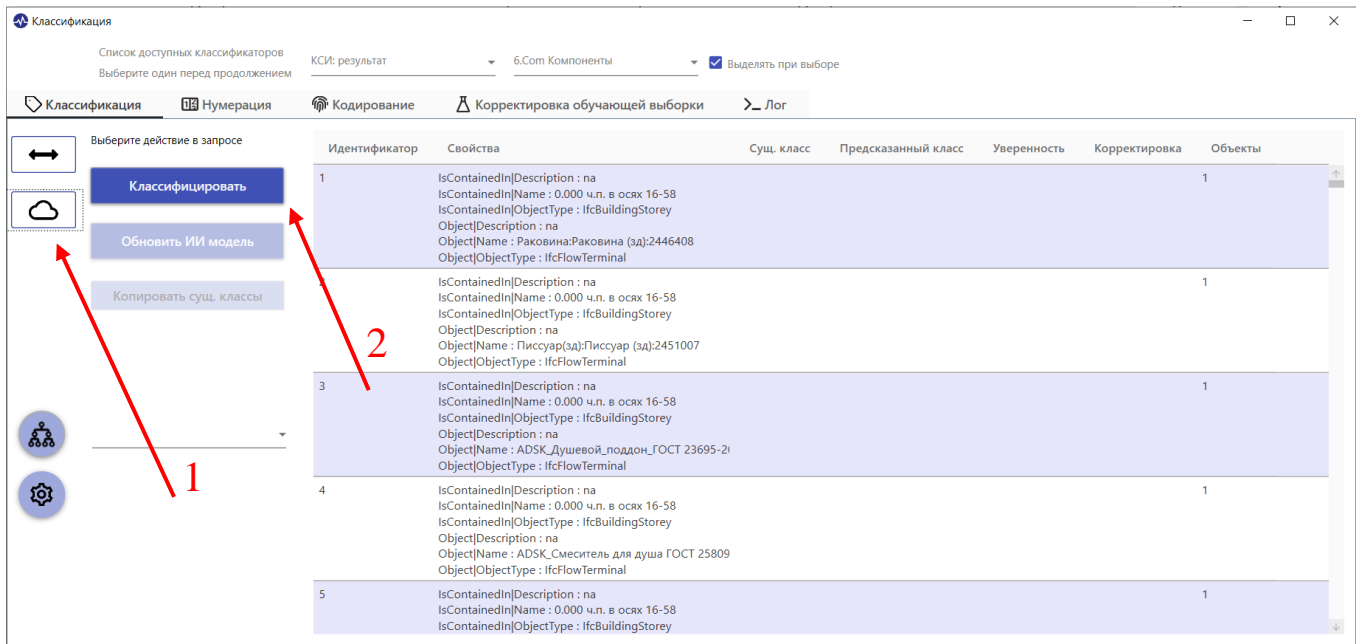 Классификация
Список доступных классификаторов
Выберите один перед продолжением
КСИ: результат
6.Com Компоненты
Выделять при выборе
Классификация
Нумерация
Кодирование
Корректировка обучающей выборки
Лог
Выберите действие в запросе
Классифицировать
Обновить ИИ модель
Копировать сущ. классы
1
2
Идентификатор Свойства Сущ. класс Предсказанный класс Уверенность Корректировка Объекты
1 IsContainedIn|Description : na 1
IsContainedIn|Name : 0.000 ч.п. в осях 16-58
IsContainedIn|ObjectType : IfcBuildingStorey
Object|Description : na
Object|Name : Раковина:Раковина (зд):2446408
Object|ObjectType : IfcFlowTerminal
IsContainedIn|Description : na 1
IsContainedIn|Name : 0.000 ч.п. в осях 16-58
IsContainedIn|ObjectType : IfcBuildingStorey
Object|Description : na
Object|Name : Писсуар(зд):Писсуар (зд):2451007
Object|ObjectType : IfcFlowTerminal
3 IsContainedIn|Description : na 1
IsContainedIn|Name : 0.000 ч.п. в осях 16-58
IsContainedIn|ObjectType : IfcBuildingStorey
Object|Description : na
Object|Name : ADSK_Душевой_поддон_ГОСТ 23695-20
Object|ObjectType : IfcFlowTerminal
4 IsContainedIn|Description : na 1
IsContainedIn|Name : 0.000 ч.п. в осях 16-58
IsContainedIn|ObjectType : IfcBuildingStorey
Object|Description : na
Object|Name : ADSK_Смеситель для душа ГОСТ 25809
Object|ObjectType : IfcFlowTerminal
5 IsContainedIn|Description : na 1
IsContainedIn|Name : 0.000 ч.п. в осях 16-58
IsContainedIn|ObjectType : IfcBuildingStorey